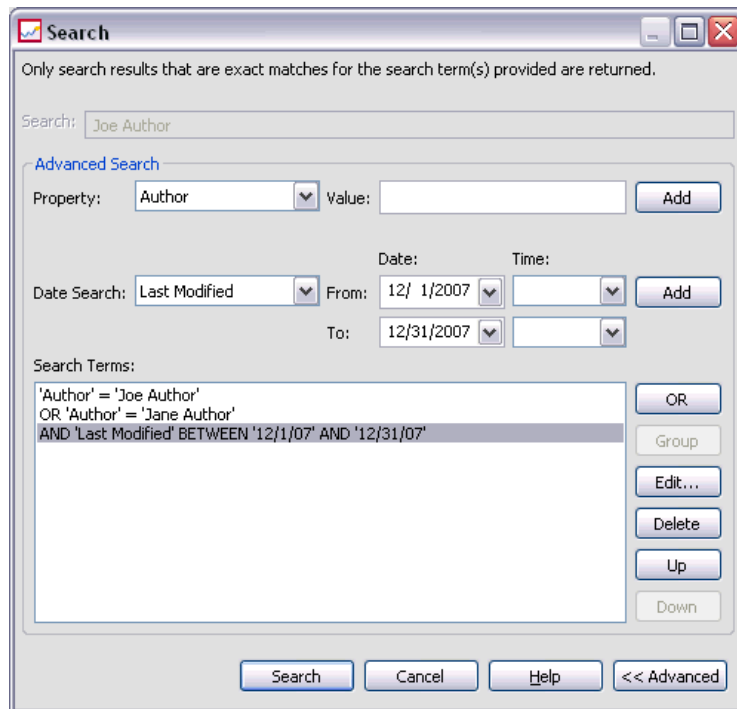 Search
Only search results that are exact matches for the search term(s) provided are returned.
Search: Joe Author
Advanced Search
Property: Author Value: Add
Date: Time:
Date Search: Last Modified From: 12/ 1/2007 Add
To: 12/31/2007
Search Terms:
'Author' = 'Joe Author'
OR 'Author' = 'Jane Author'
AND 'Last Modified' BETWEEN '12/1/07' AND '12/31/07'
OR
Group
Edit...
Delete
Up
Down
Search Cancel Help << Advanced